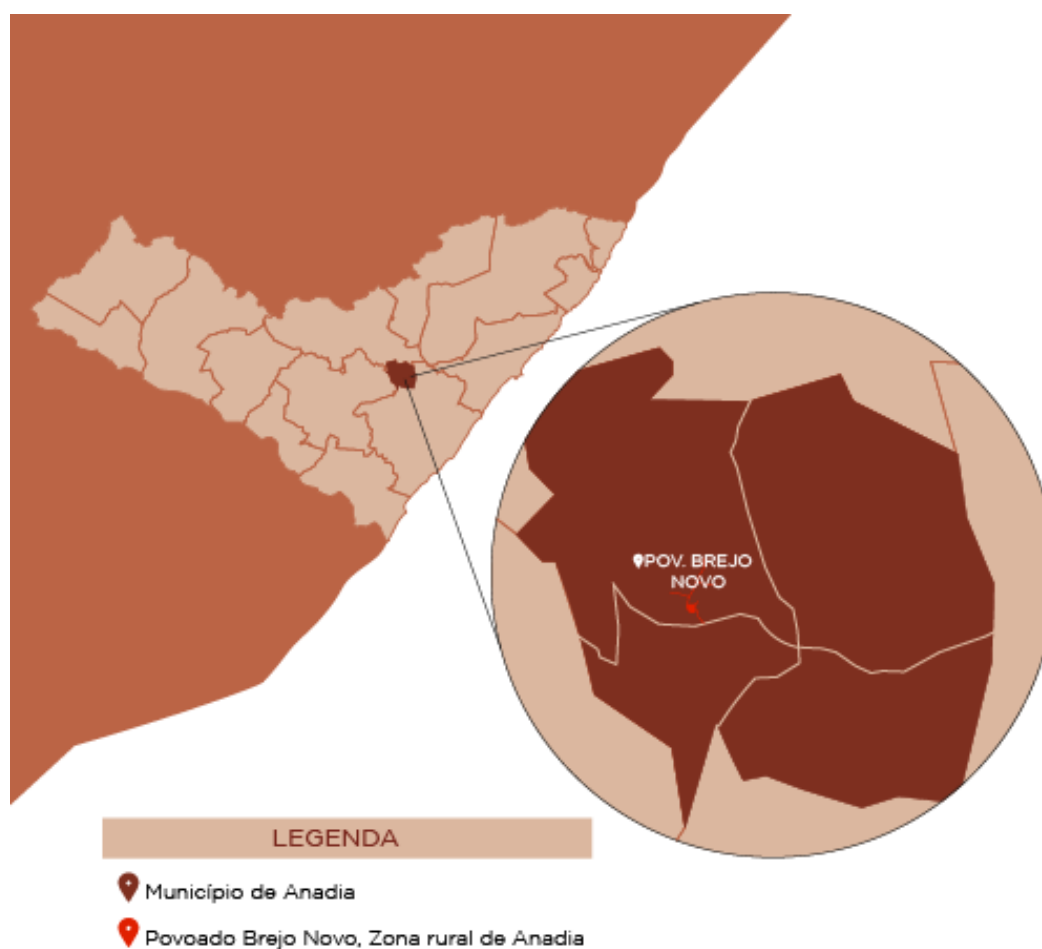 POV. BREJO
NOVO
LEGENDA
Município de Anadia
Povoado Brejo Novo, Zona rural de Anadia